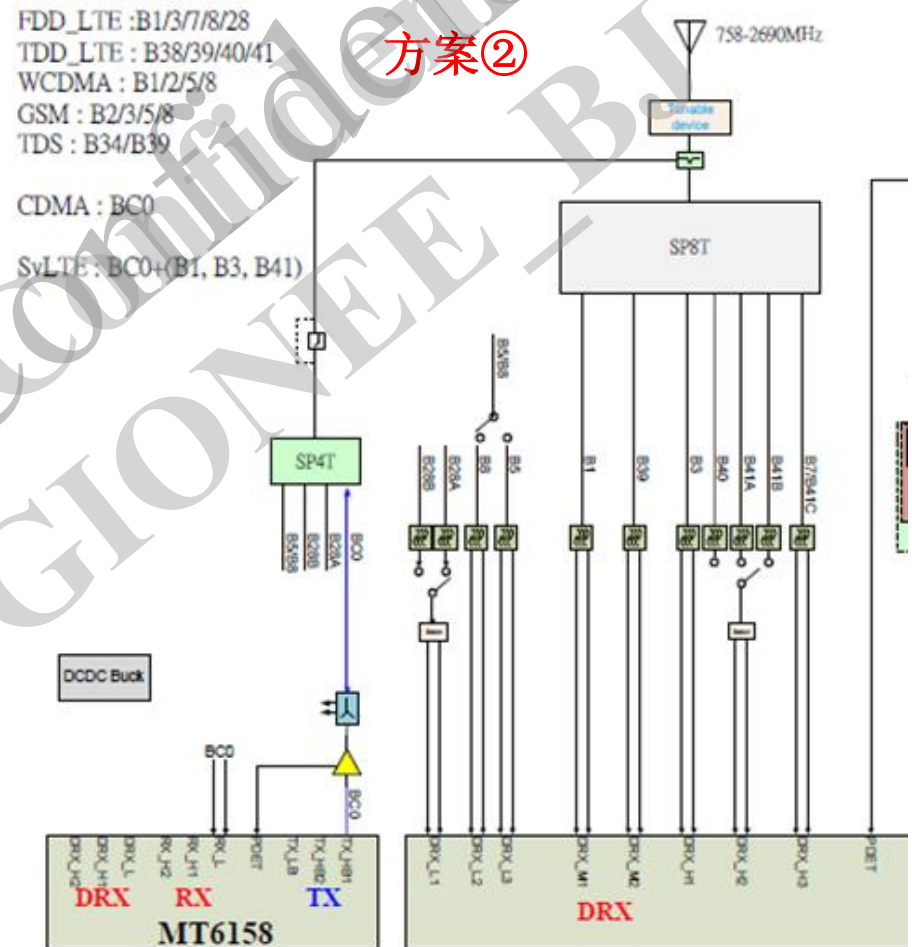 FDD_LTE :B1/3/7/8/28
TDD_LTE : B38/39/40/41
WCDMA : B1/2/5/8
GSM : B2/3/5/8
TDS : B34/B39
CDMA : BC0
SvLTE : BC0+(B1, B3, B41)
方案②
758-2690MHz
Tunable
device
SP8T
B5/B8
SP4T
B28B
B28A
B8
B5
B1
B39
B3
B40
B41A
B41B
B7/B41C
B5/B8
B28B
B28A
BC0
DCDC Buck
BC0
BC0
DRX_H2
DRX_H1
DRX_L
RX_H2
RX_H1
RX_L
PDET
TX_LB
TX_HB2
TX_HB1
DRX
RX
TX
MT6158
DRX_L1
DRX_L2
DRX_L3
DRX_M1
DRX_M2
DRX_H1
DRX_H2
DRX_H3
PDET
DRX
Confidential
GIONEE_BJ